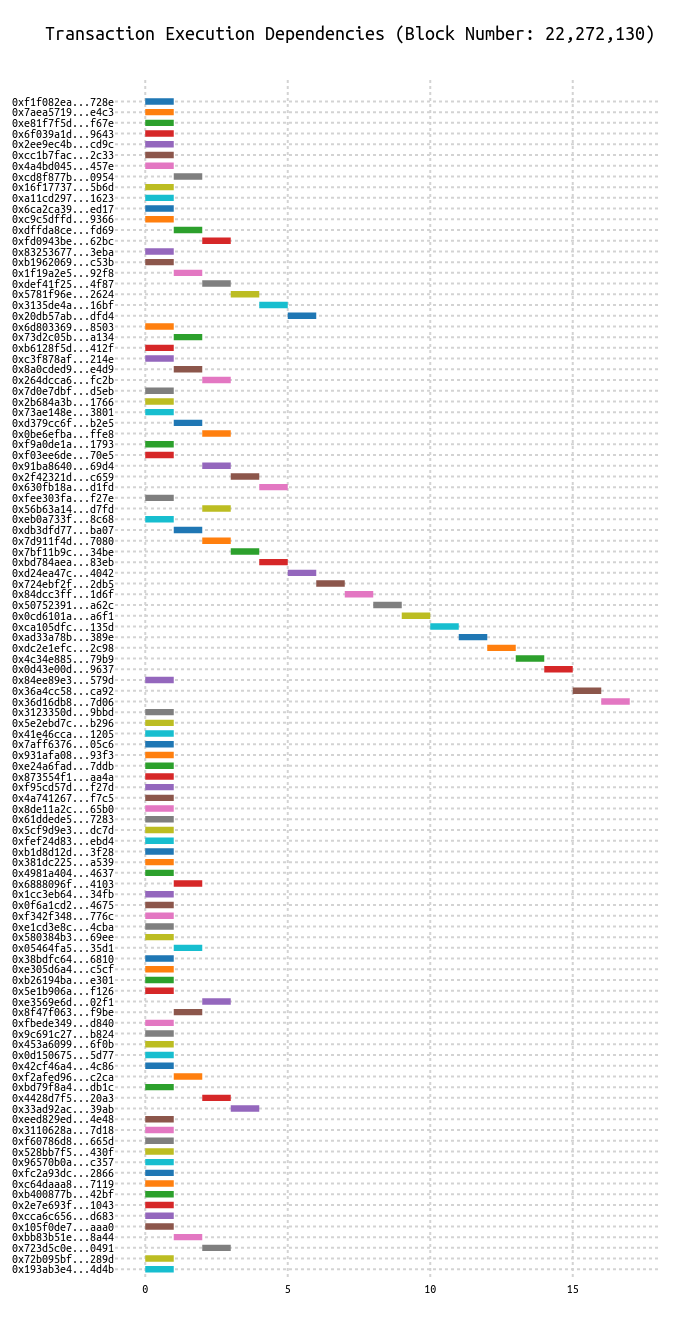 Transaction Execution Dependencies (Block Number: 22,272,130)
0xf1f082ea...728e
0x7aea5719...e4c3
0xe81f7f5d...f67e
0x6f039a1d...9643
0x2ee9ec4b...cd9c
0xcc1b7fac...2c33
0x4a4bd045...457e
0xcd8f877b...0954
0x16f17737...5b6d
0xa11cd297...1623
0x6ca2ca39...ed17
0xc9c5dffd...9366
0xdffda8ce...fd69
0xfd0943be...62bc
0x83253677...3eba
0xb1962069...c53b
0x1f19a2e5...92f8
0xdef41f25...4f87
0x5781f96e...2624
0x3135de4a...16bf
0x20db57ab...dfd4
0x6d803369...8503
0x73d2c05b...a134
0xb6128f5d...412f
0xc3f878af...214e
0x8a0cded9...e4d9
0x264dcca6...fc2b
0x7d0e7dbf...d5eb
0x2b684a3b...1766
0x73ae148e...3801
0xd379cc6f...b2e5
0x0be6efba...ffe8
0xf9a0de1a...1793
0xf03ee6de...70e5
0x91ba8640...69d4
0x2f42321d...c659
0x630fb18a...d1fd
0xfee303fa...f27e
0x56b63a14...d7fd
0xeb0a733f...8c68
0xdb3dfd77...ba07
0x7d911f4d...7080
0x7bf11b9c...34be
0xbd784aea...83eb
0xd24ea47c...4042
0x724ebf2f...2db5
0x84dcc3ff...1d6f
0x50752391...a62c
0x0cd6101a...a6f1
0xca105dfc...135d
0xad33a78b...389e
0xdc2e1efc...2c98
0x4c34e885...79b9
0x0d43e00d...9637
0x84ee89e3...579d
0x36a4cc58...ca92
0x36d16db8...7d06
0x3123350d...9bbd
0x5e2ebd7c...b296
0x41e46cca...1205
0x7aff6376...05c6
0x931afa08...93f3
0xe24a6fad...7ddb
0x873554f1...aa4a
0xf95cd57d...f27d
0x4a741267...f7c5
0x8de11a2c...65b0
0x61ddede5...7283
0x5cf9d9e3...dc7d
0xfef24d83...ebd4
0xb1d8d12d...3f28
0x381dc225...a539
0x4981a404...4637
0x6888096f...4103
0x1cc3eb64...34fb
0x0f6a1cd2...4675
0xf342f348...776c
0xe1cd3e8c...4cba
0x580384b3...69ee
0x05464fa5...35d1
0x38bdfc64...6810
0xe305d6a4...c5cf
0xb26194ba...e301
0x5e1b906a...f126
0xe3569e6d...02f1
0x8f47f063...f9be
0xfbede349...d840
0x9c691c27...b824
0x453a6099...6f0b
0x0d150675...5d77
0x42cf46a4...4c86
0xf2afed96...c2ca
0xbd79f8a4...db1c
0x4428d7f5...20a3
0x33ad92ac...39ab
0xeed829ed...4e48
0x3110628a...7d18
0xf60786d8...665d
0x528bb7f5...430f
0x96570b0a...c357
0xfc2a93dc...2866
0xc64daaa8...7119
0xb400877b...42bf
0x2e7e693f...1043
0xcca6c656...d683
0x105f0de7...aaa0
0xbb83b51e...8a44
0x723d5c0e...0491
0x72b095bf...289d
0x193ab3e4...4d4b
0 5 10 15